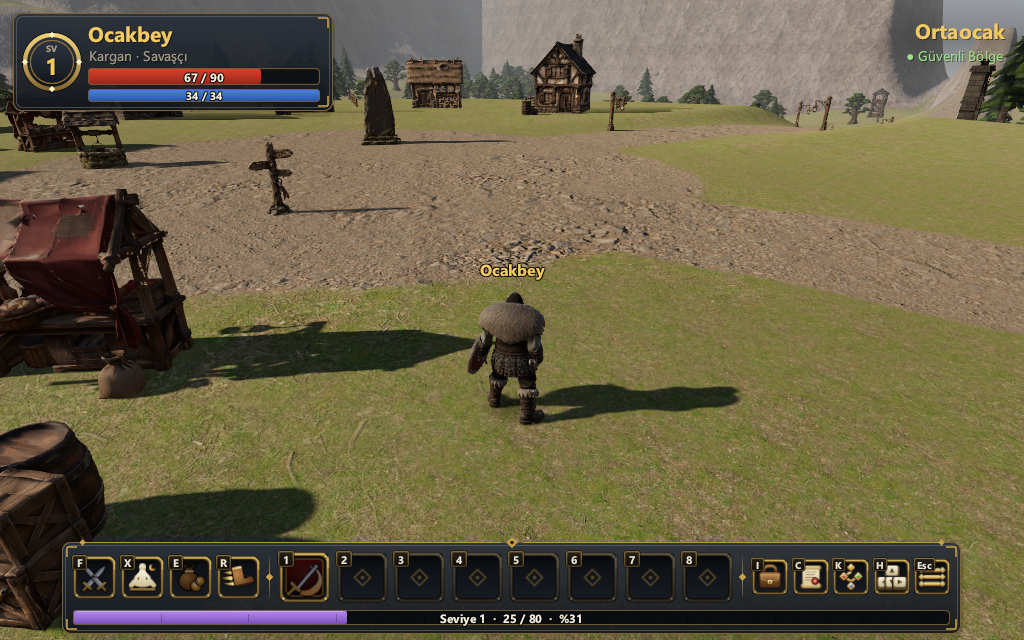 SV
1
Ocakbey
Kargan · Savaşçı
67 / 90
34 / 34
Ortaocak
Güvenli Bölge
Ocakbey
F X E R 1 2 3 4 5 6 7 8 I C K H Esc
Seviye 1 · 25 / 80 · %31